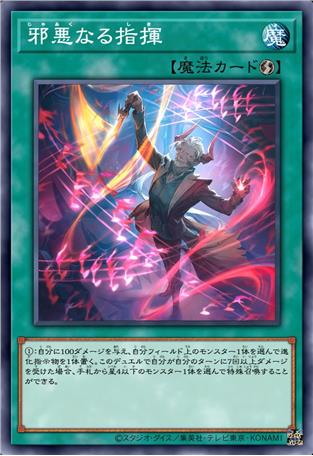 邪悪なる指揮
魔
【魔法カード】
①：自分に100ダメージを与え、自分フィールド上のモンスター1体を選んで進
化指示物を1体置く。このデュエルで自分が自分のターンに7回以上ダメージ
を受けた場合、手札から星4以下のモンスター1体を選んで特殊召喚すること
ができる。
©スタジオ・ダイス/集英社・テレビ東京・KONAMI